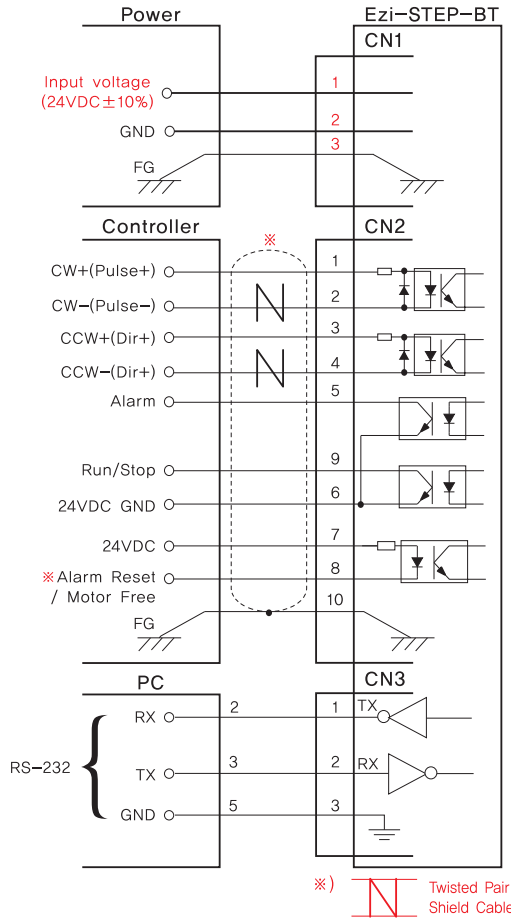 Power
Ezi-STEP-BT
CN1
Input voltage
(24VDC±10%)
1
GND
2
3
FG
Controller
CN2
※
CW+(Pulse+)
1
CW-(Pulse-)
2
CCW+(Dir+)
3
CCW-(Dir+)
4
Alarm
5
Run/Stop
9
24VDC GND
6
24VDC
7
※Alarm Reset
/ Motor Free
8
10
FG
PC
CN3
RX
2
1
TX
RS-232
TX
3
2
RX
GND
5
3
※)
Twisted Pair
Shield Cable